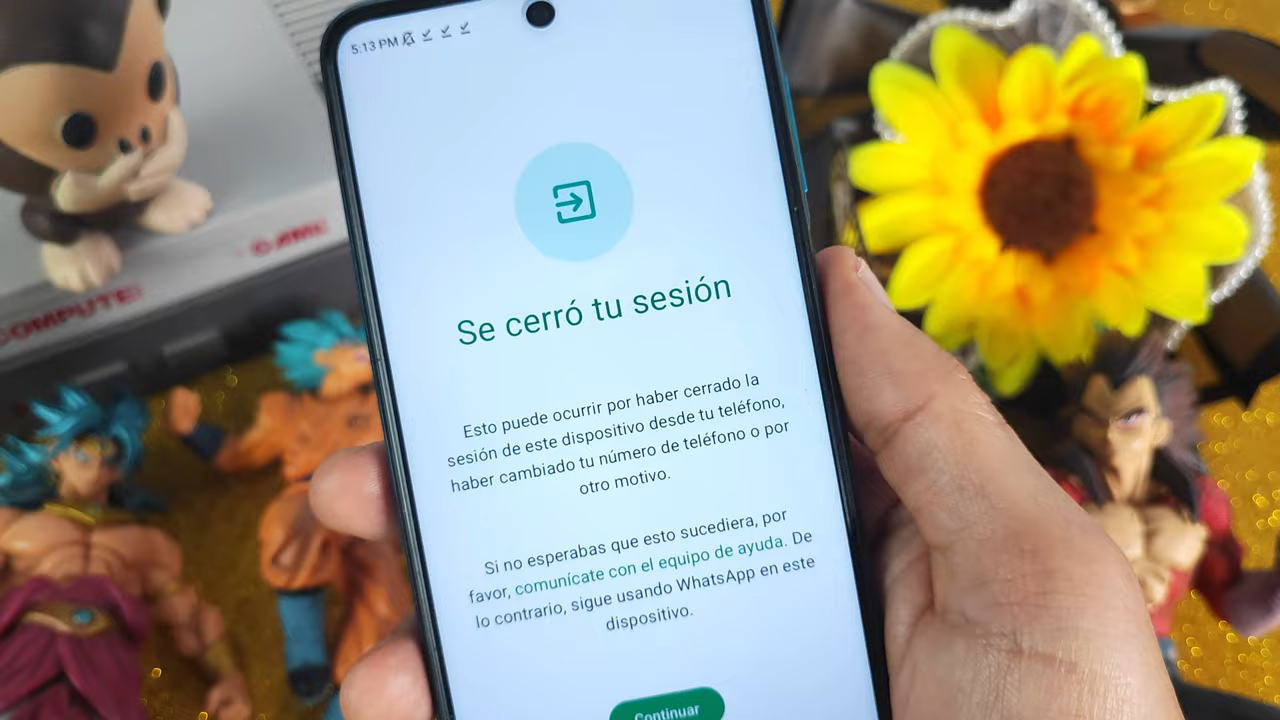 5:13 PM
Se cerró tu sesión
Esto puede ocurrir por haber cerrado la
sesión de este dispositivo desde tu teléfono,
haber cambiado tu número de teléfono o por
otro motivo.
Si no esperabas que esto sucediera, por
favor, comunícate con el equipo de ayuda. De
lo contrario, sigue usando WhatsApp en este
dispositivo.
Continuar